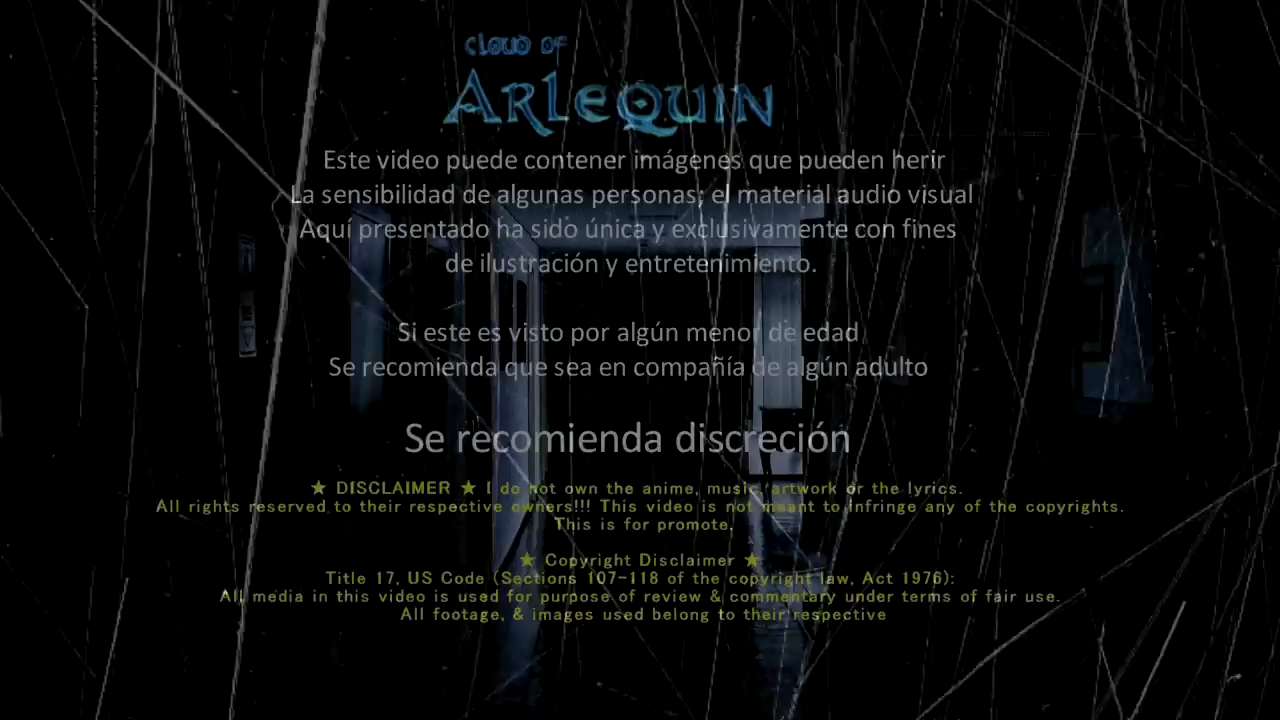 CLOUD OF
ARLEQUIN
Este video puede contener imágenes que pueden herir
La sensibilidad de algunas personas; el material audio visual
Aquí presentado ha sido única y exclusivamente con fines
de ilustración y entretenimiento.
Si este es visto por algún menor de edad
Se recomienda que sea en compañía de algún adulto
Se recomienda discreción
★ DISCLAIMER ★ I do not own the anime, music, artwork or the lyrics.
All rights reserved to their respective owners!!! This video is not meant to infringe any of the copyrights.
This is for promote.
★ Copyright Disclaimer ★
Title 17, US Code (Sections 107-118 of the copyright law, Act 1976):
All media in this video is used for purpose of review & commentary under terms of fair use.
All footage, & images used belong to their respective